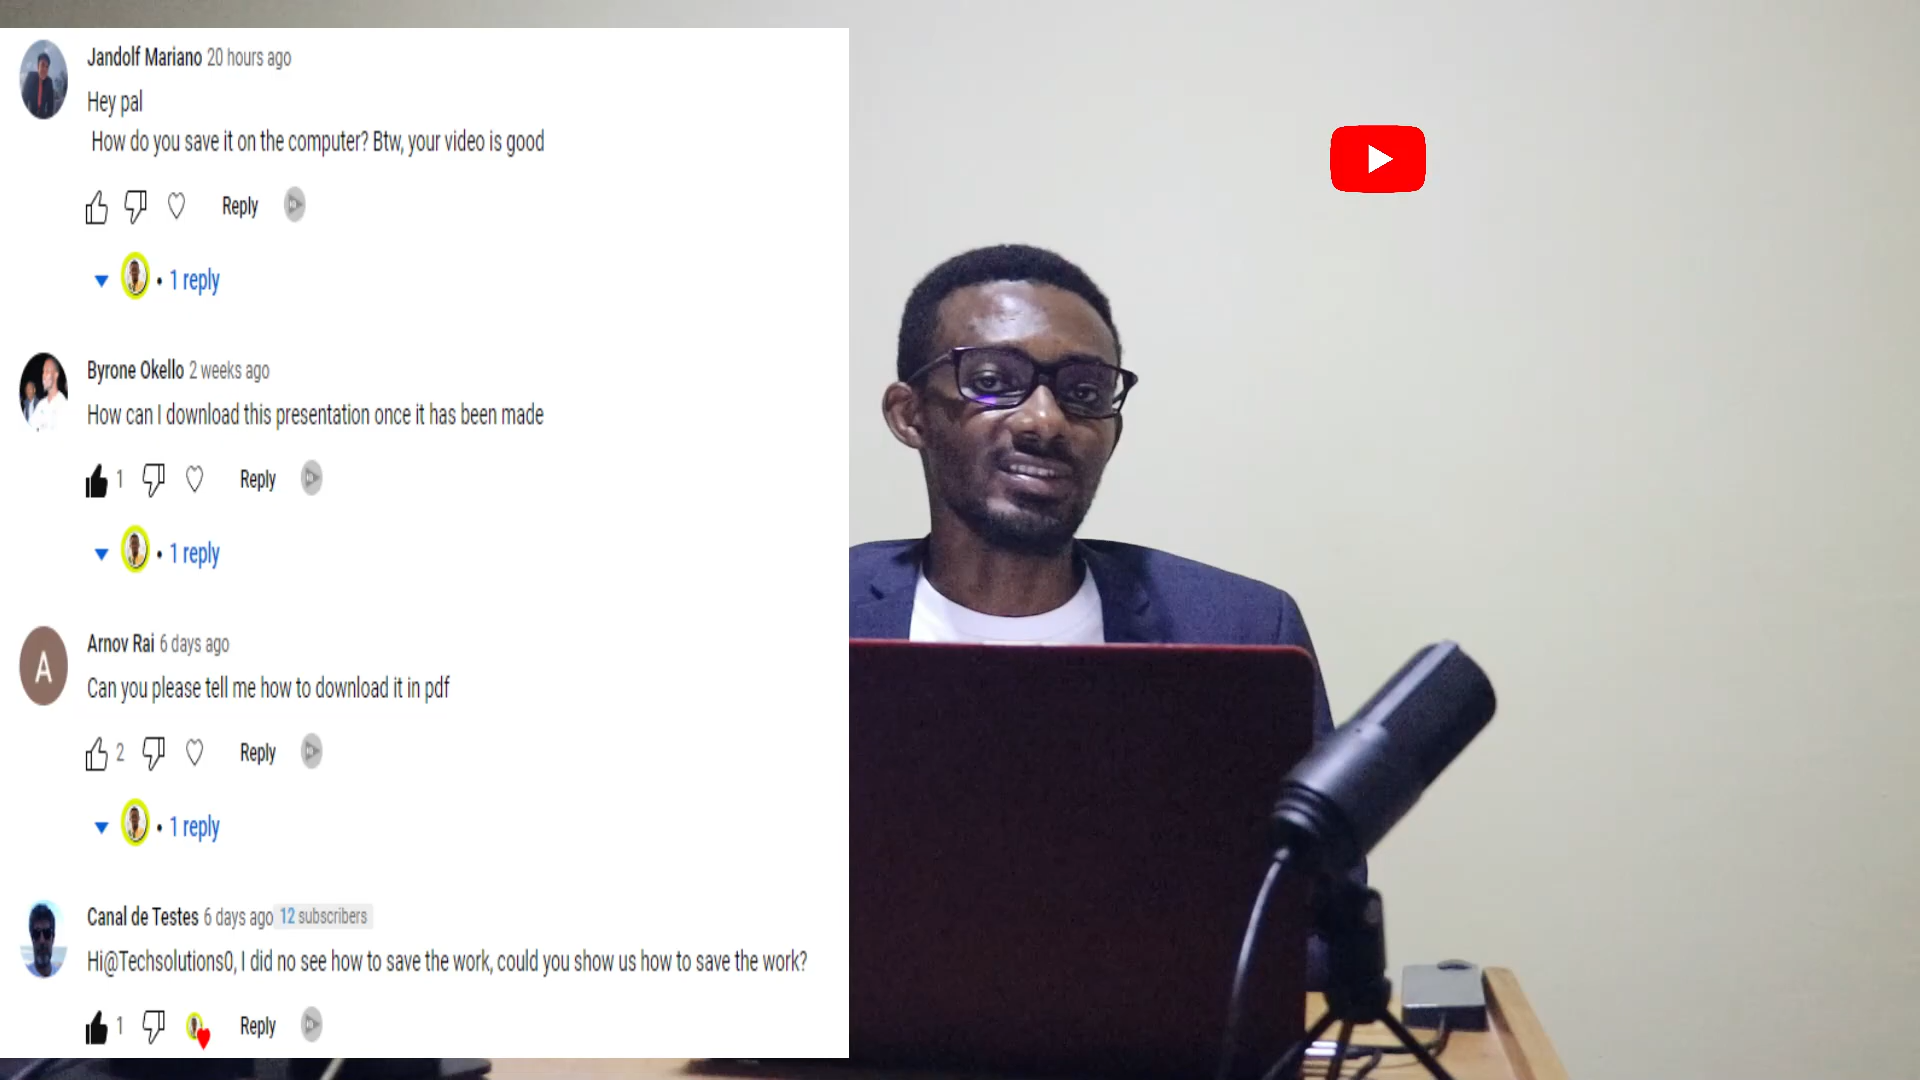 Jandolf Mariano 20 hours ago
Hey pal
How do you save it on the computer? Btw, your video is good
Reply
• 1 reply
Byrone Okello 2 weeks ago
How can I download this presentation once it has been made
1 Reply
• 1 reply
A
Arnov Rai 6 days ago
Can you please tell me how to download it in pdf
2 Reply
• 1 reply
Canal de Testes 6 days ago 12 subscribers
Hi@Techsolutions0, I did no see how to save the work, could you show us how to save the work?
1 Reply